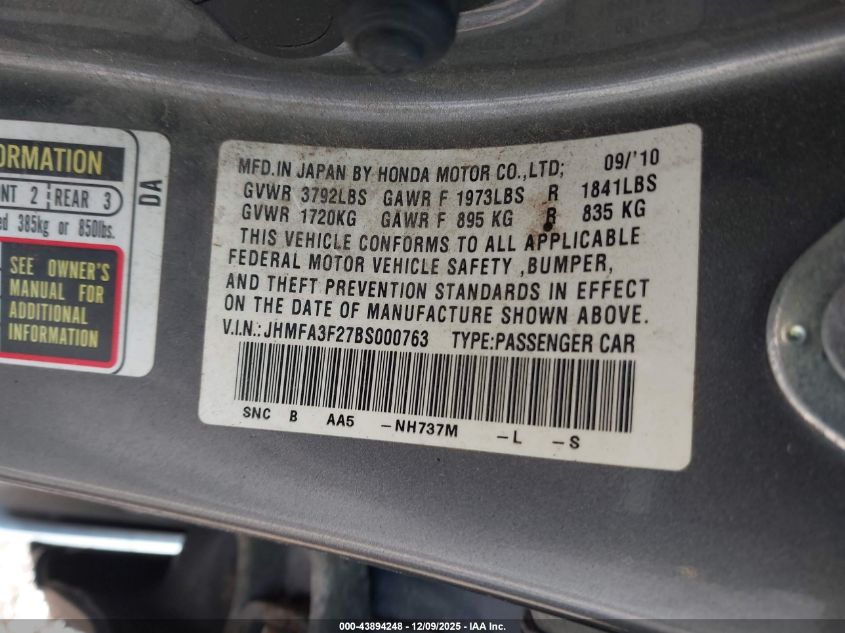 ORMATION
NT 2 REAR 3
ed 385kg or 850lbs.
SEE OWNER'S
MANUAL FOR
ADDITIONAL
INFORMATION
DA
MFD.IN JAPAN BY HONDA MOTOR CO.,LTD; 09/'10
GVWR 3792LBS GAWR F 1973LBS R 1841LBS
GVWR 1720KG GAWR F 895 KG R 835 KG
THIS VEHICLE CONFORMS TO ALL APPLICABLE
FEDERAL MOTOR VEHICLE SAFETY ,BUMPER,
AND THEFT PREVENTION STANDARDS IN EFFECT
ON THE DATE OF MANUFACTURE SHOWN ABOVE.
V.I.N.:JHMFA3F27BS000763 TYPE:PASSENGER CAR
SNC B AA5 -NH737M -L -S
000-43894248 - 12/09/2025 - IAA Inc.